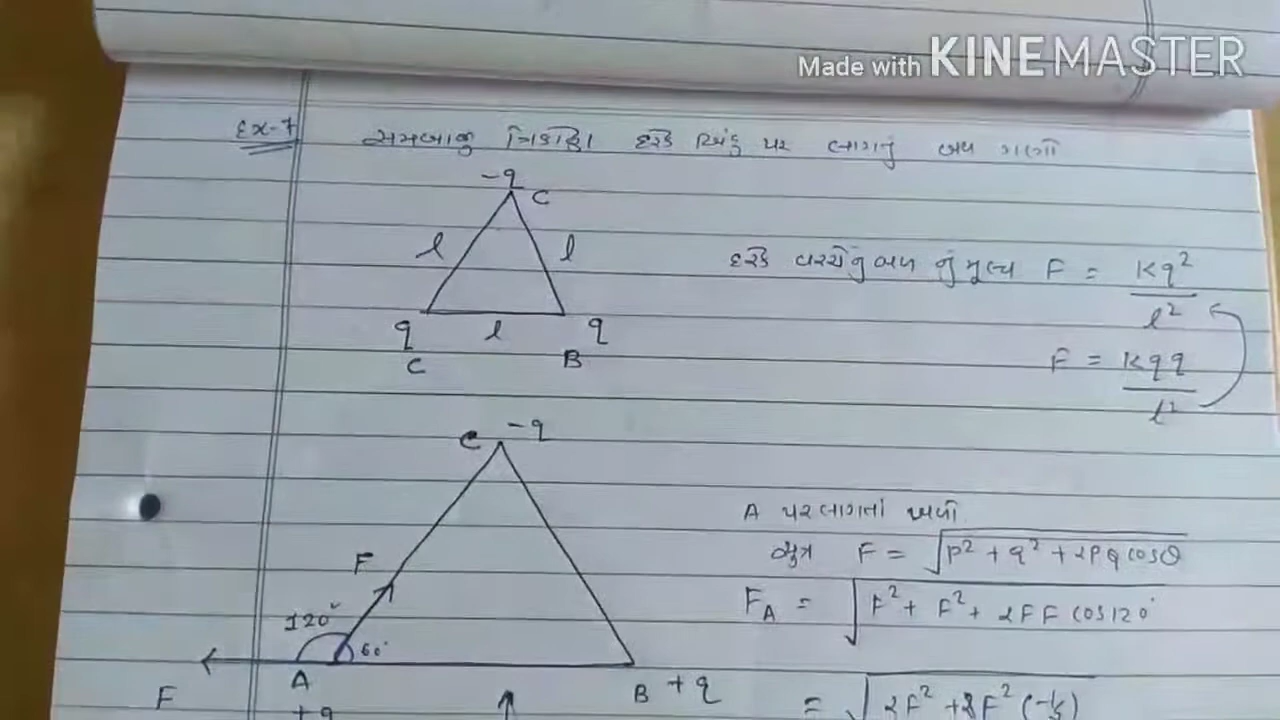 Made with KINEMASTER
Ex-7 સમબાજુ ત્રિકોણ દરેક બિંદુ પર લાગતું બળ ગણો
-q
C
l l
q l q
C B
દરેક વચ્ચેનું બળ નું મૂલ્ય F = Kq²/l²
F = Kqq/l²
C -q
F
120° 60°
F A B +q
+q
A પર લાગતાં બળો
સુત્ર F = √(P² + q² + 2Pq cosθ)
F_A = √(F² + F² + 2FF cos120°)
= √(2F² + 2F² (-½)